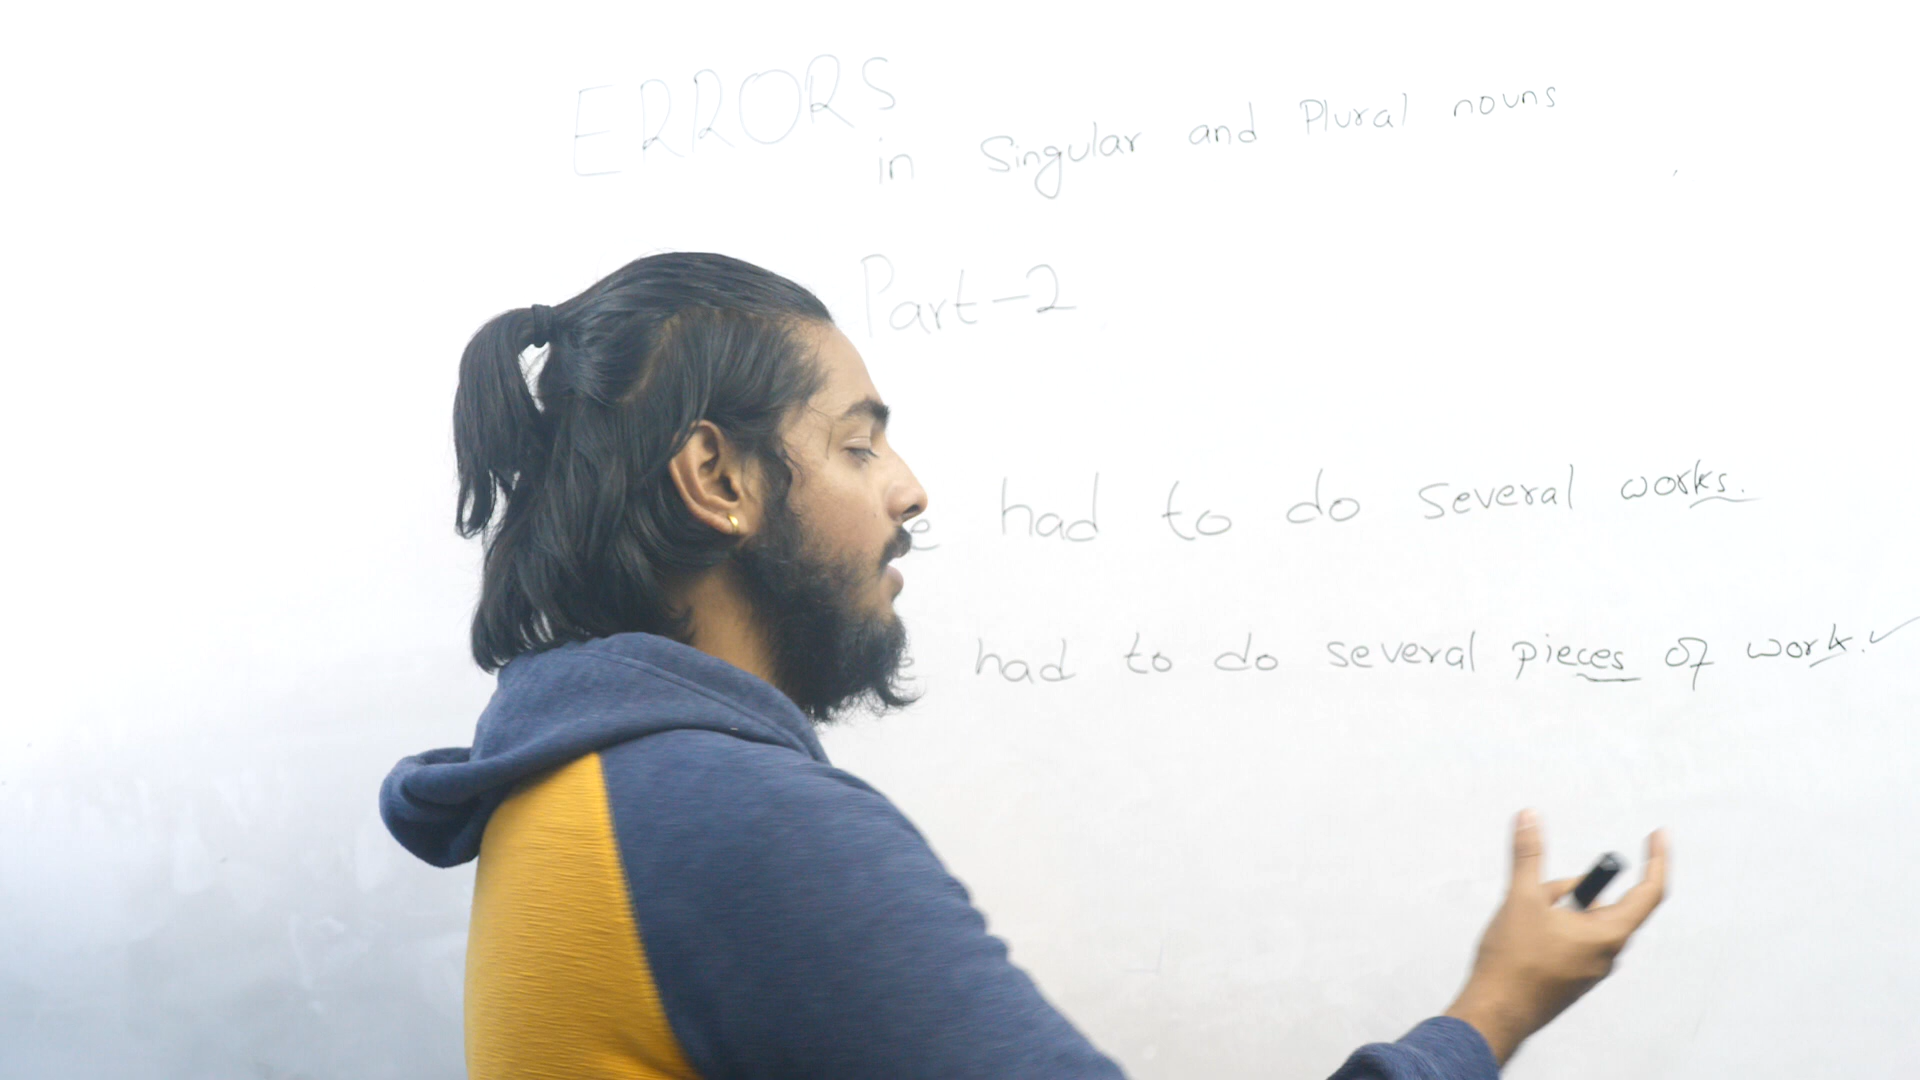 ERRORS
in Singular and Plural nouns
Part-2
had to do several works.
had to do several pieces of work.